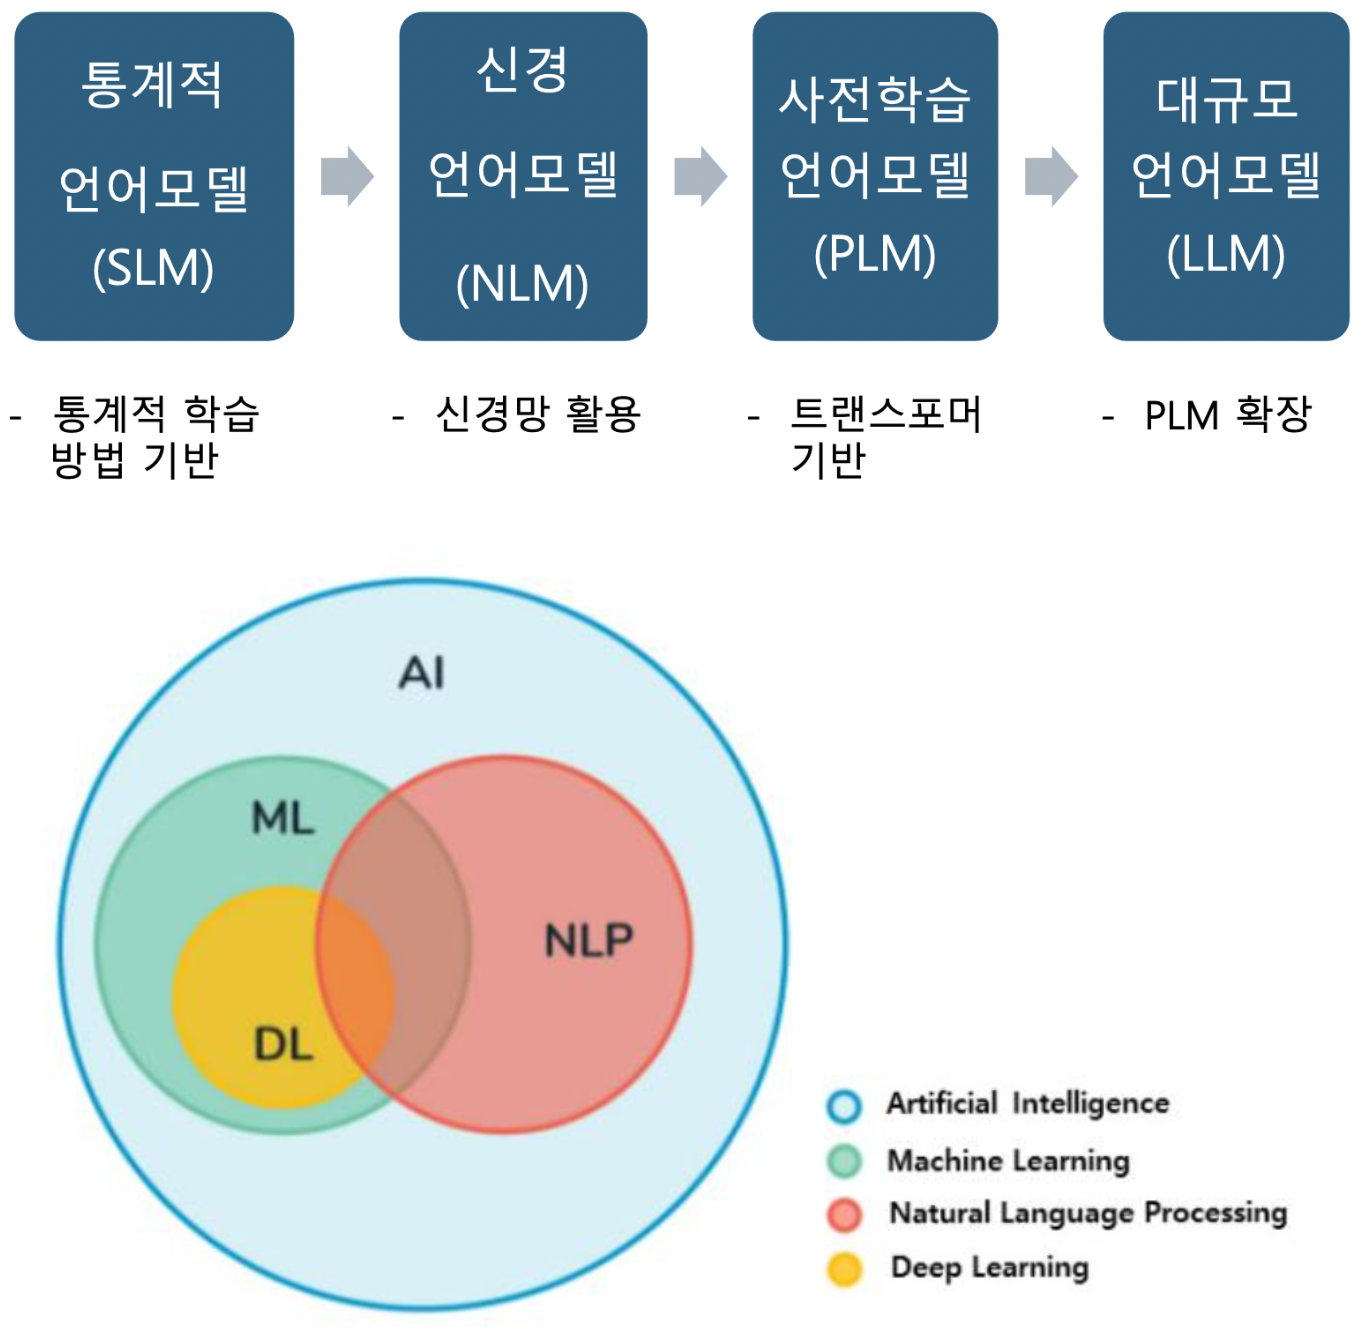 통계적
언어모델
(SLM)
신경
언어모델
(NLM)
사전학습
언어모델
(PLM)
대규모
언어모델
(LLM)
- 통계적 학습
방법 기반
- 신경망 활용
- 트랜스포머
기반
- PLM 확장
AI
ML
NLP
DL
Artificial Intelligence
Machine Learning
Natural Language Processing
Deep Learning